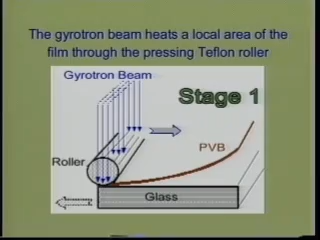 The gyrotron beam heats a local area of the
film through the pressing Teflon roller
Gyrotron Beam
Stage 1
PVB
Roller
Glass